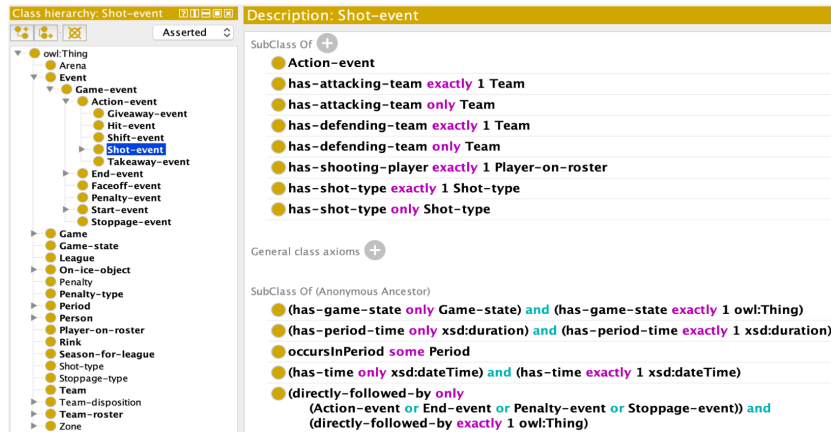 Class hierarchy: Shot-event
Asserted
owl:Thing
Arena
Event
Game-event
Action-event
Giveaway-event
Hit-event
Shift-event
Shot-event
Takeaway-event
End-event
Faceoff-event
Penalty-event
Start-event
Stoppage-event
Game
Game-state
League
On-ice-object
Penalty
Penalty-type
Period
Person
Player-on-roster
Rink
Season-for-league
Shot-type
Stoppage-type
Team
Team-disposition
Team-roster
Zone
Description: Shot-event
SubClass Of
Action-event
has-attacking-team exactly 1 Team
has-attacking-team only Team
has-defending-team exactly 1 Team
has-defending-team only Team
has-shooting-player exactly 1 Player-on-roster
has-shot-type exactly 1 Shot-type
has-shot-type only Shot-type
General class axioms
SubClass Of (Anonymous Ancestor)
(has-game-state only Game-state) and (has-game-state exactly 1 owl:Thing)
(has-period-time only xsd:duration) and (has-period-time exactly 1 xsd:duration)
occursInPeriod some Period
(has-time only xsd:dateTime) and (has-time exactly 1 xsd:dateTime)
(directly-followed-by only
(Action-event or End-event or Penalty-event or Stoppage-event)) and
(directly-followed-by exactly 1 owl:Thing)